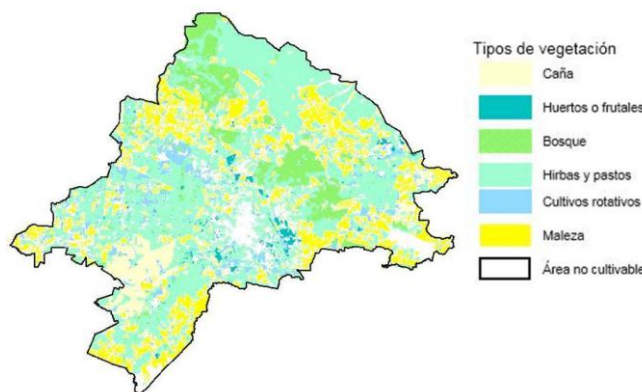 Tipos de vegetación
Caña
Huertos o frutales
Bosque
Hirbas y pastos
Cultivos rotativos
Maleza
Área no cultivable